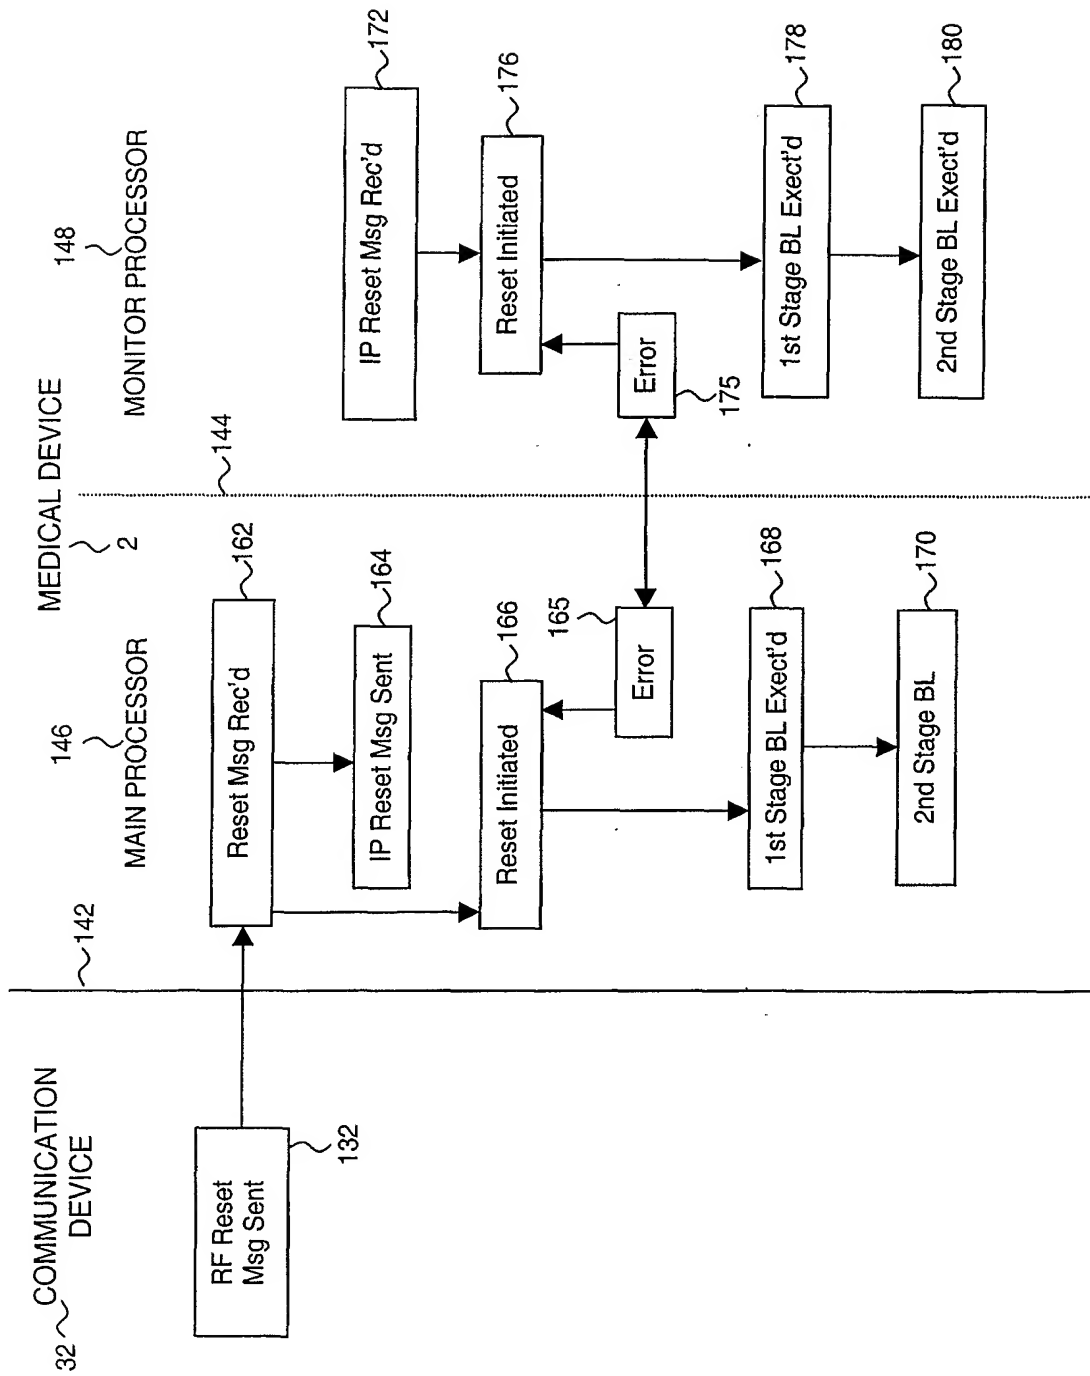 32 COMMUNICATION
DEVICE
MEDICAL DEVICE
2
142
146
MAIN PROCESSOR
144
148
MONITOR PROCESSOR
RF Reset
Msg Sent
132
Reset Msg Rec'd
162
IP Reset Msg Sent
164
IP Reset Msg Rec'd
172
Reset Initiated
166
Reset Initiated
176
Error
165
Error
175
1st Stage BL Exect'd
168
1st Stage BL Exect'd
178
2nd Stage BL
170
2nd Stage BL Exect'd
180